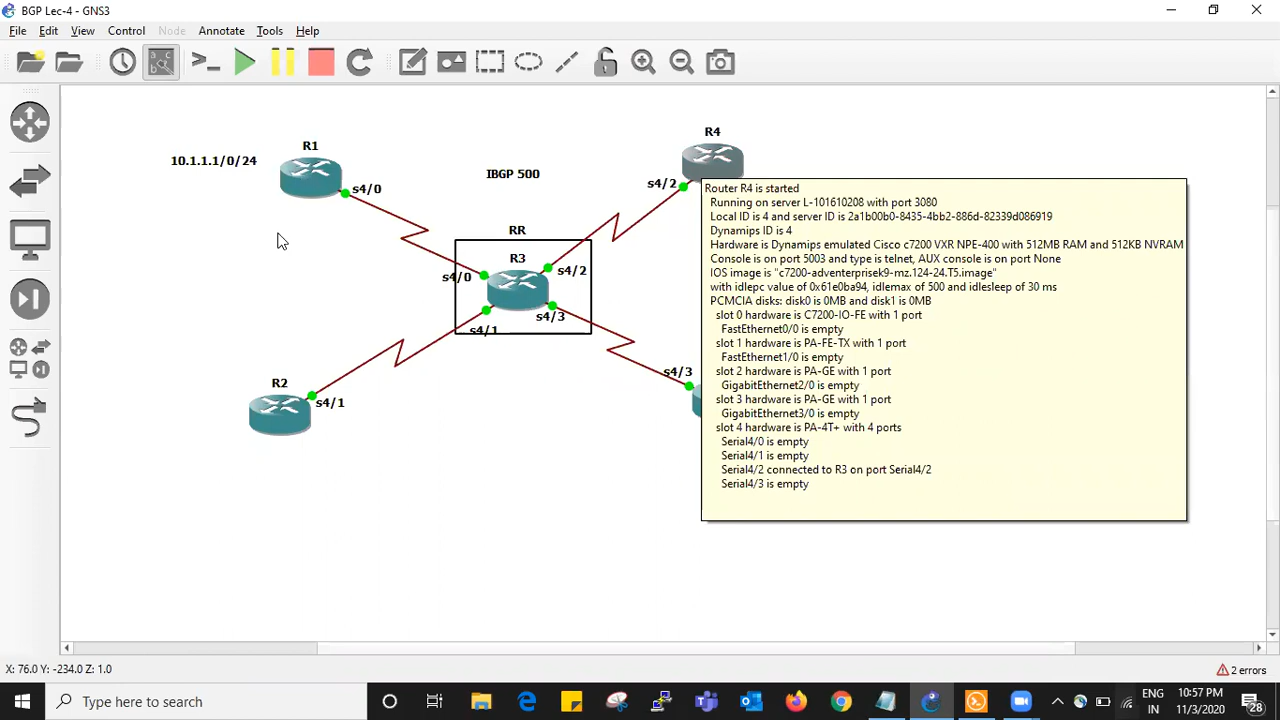 BGP Lec-4 - GNS3
File Edit View Control Node Annotate Tools Help
R4
R1
10.1.1.1/0/24
IBGP 500
s4/0
s4/2
RR
R3
s4/0
s4/2
s4/3
s4/1
s4/3
R2
s4/1
Router R4 is started
Running on server L-101610208 with port 3080
Local ID is 4 and server ID is 2a1b00b0-8435-4bb2-886d-82339d086919
Dynamips ID is 4
Hardware is Dynamips emulated Cisco c7200 VXR NPE-400 with 512MB RAM and 512KB NVRAM
Console is on port 5003 and type is telnet, AUX console is on port None
IOS image is "c7200-adventerprisek9-mz.124-24.T5.image"
with idlepc value of 0x61e0ba94, idlemax of 500 and idlesleep of 30 ms
PCMCIA disks: disk0 is 0MB and disk1 is 0MB
slot 0 hardware is C7200-IO-FE with 1 port
FastEthernet0/0 is empty
slot 1 hardware is PA-FE-TX with 1 port
FastEthernet1/0 is empty
slot 2 hardware is PA-GE with 1 port
GigabitEthernet2/0 is empty
slot 3 hardware is PA-GE with 1 port
GigabitEthernet3/0 is empty
slot 4 hardware is PA-4T+ with 4 ports
Serial4/0 is empty
Serial4/1 is empty
Serial4/2 connected to R3 on port Serial4/2
Serial4/3 is empty
X: 76.0 Y: -234.0 Z: 1.0
2 errors
Type here to search
ENG
IN
10:57 PM
11/3/2020
28